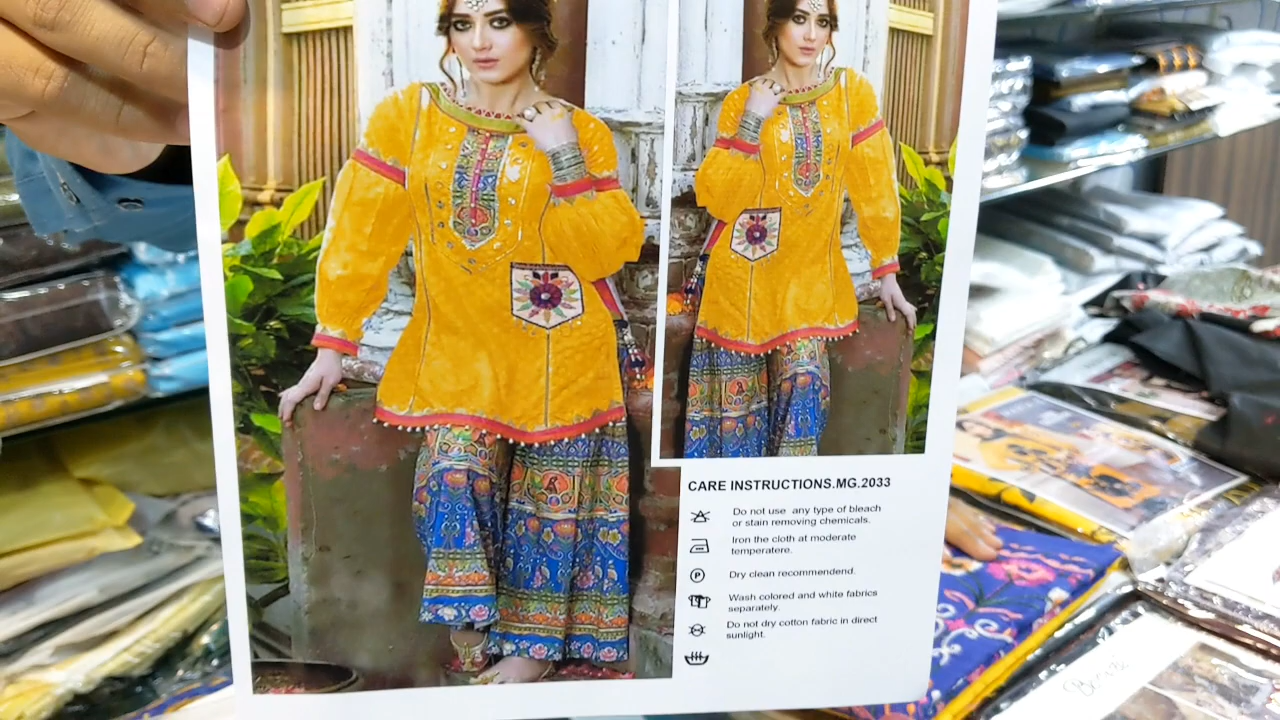 CARE INSTRUCTIONS.MG.2033
Do not use any type of bleach
or stain removing chemicals.
Iron the cloth at moderate
temperatere.
Dry clean recommendend.
Wash colored and white fabrics
separately.
Do not dry cotton fabric in direct
sunlight.